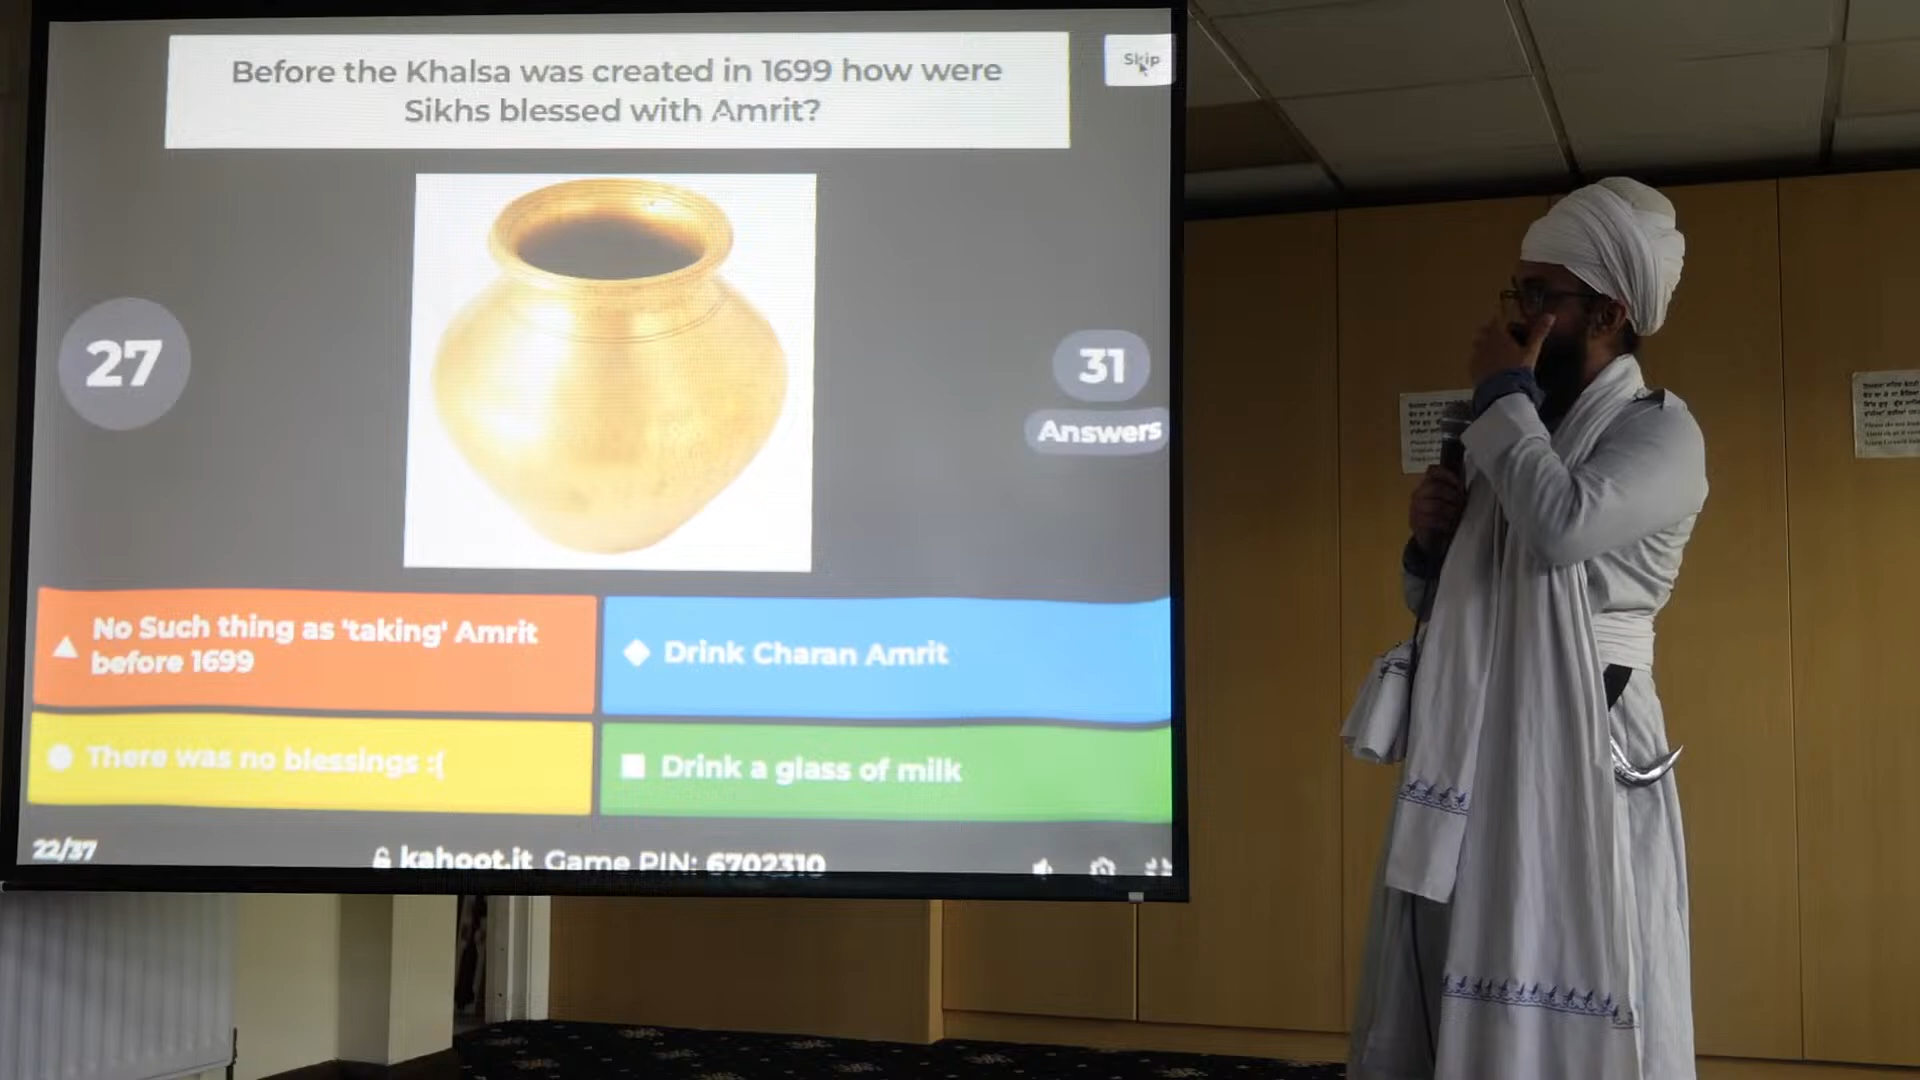 Before the Khalsa was created in 1699 how were
Sikhs blessed with Amrit?
Skip
27
31
Answers
No Such thing as 'taking' Amrit
before 1699
Drink Charan Amrit
There was no blessings :(
Drink a glass of milk
22/37
kahoot.it Game PIN: 6702310